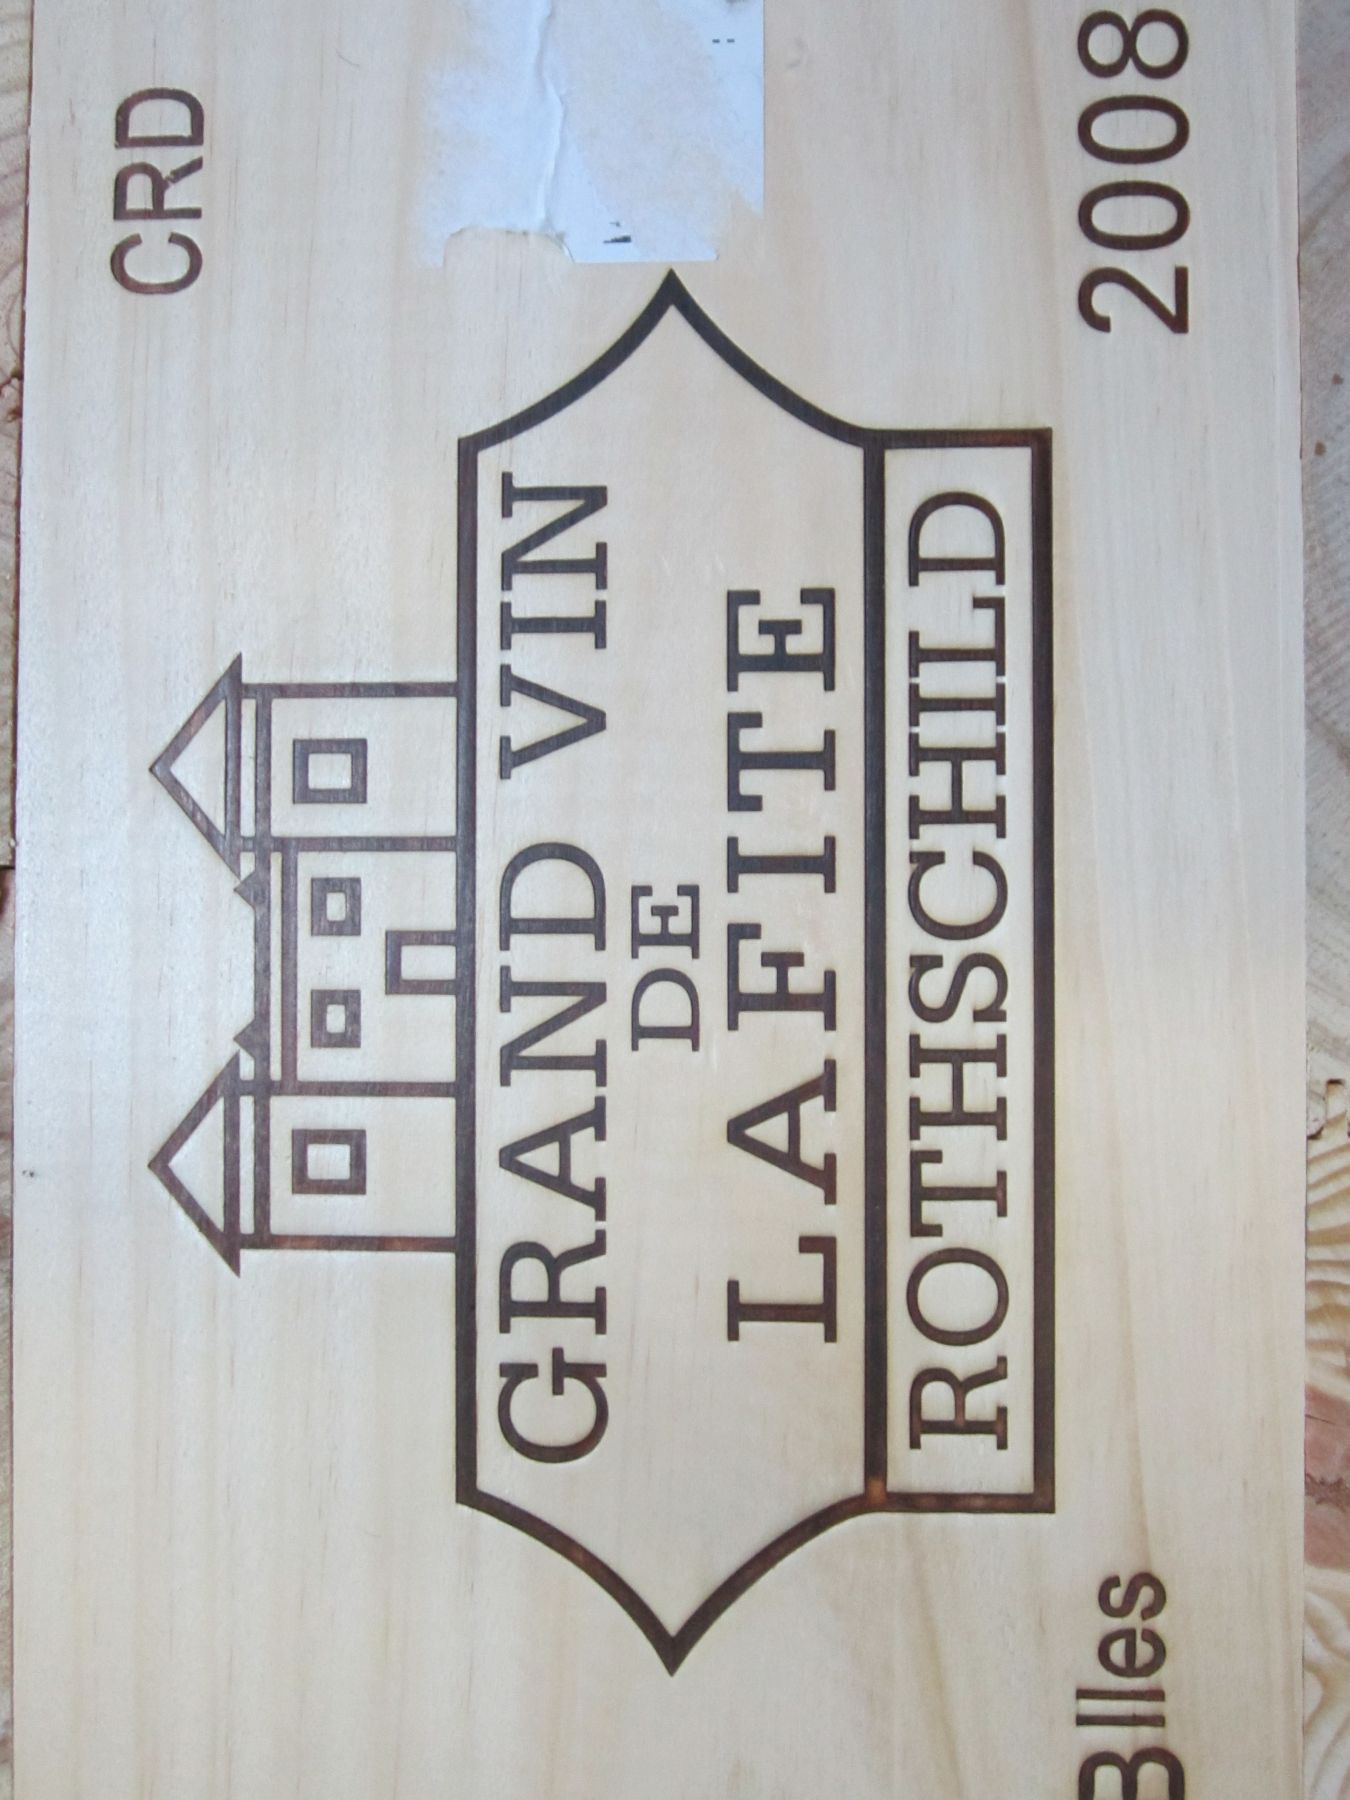 CRD
GRAND VIN
DE
LAFITE
ROTHSCHILD
Blles
2008